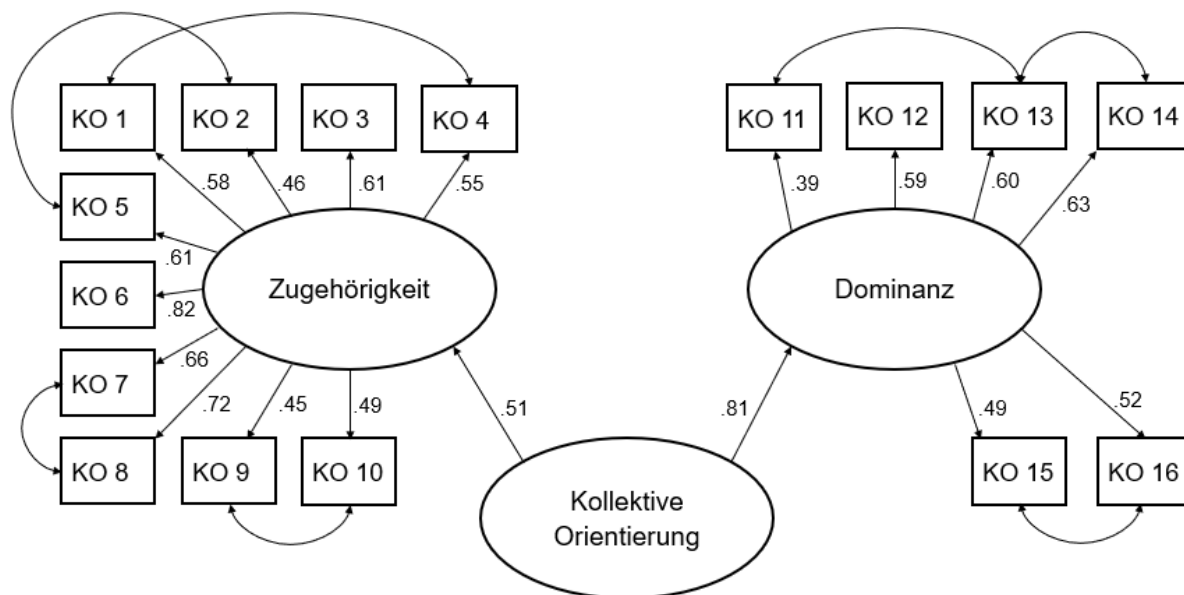 KO 1
KO 2
KO 3
KO 4
KO 11
KO 12
KO 13
KO 14
.58
.46
.61
.55
.39
.59
.60
.63
KO 5
.61
KO 6
.82
Zugehörigkeit
Dominanz
KO 7
.66
.72
.45
.49
.51
.81
.49
.52
KO 8
KO 9
KO 10
KO 15
KO 16
Kollektive
Orientierung